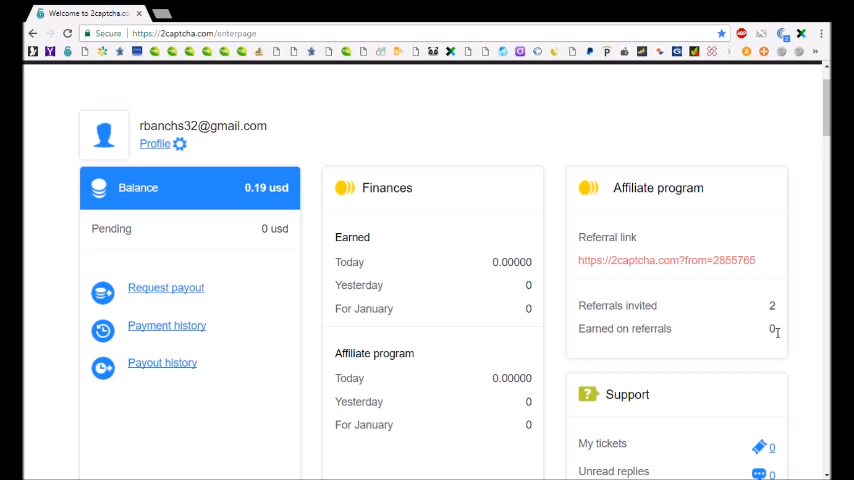 Welcome to 2captcha.co
Secure
https://2captcha.com/enterpage
rbanchs32@gmail.com
Profile
Balance 0.19 usd
Pending 0 usd
Request payout
Payment history
Payout history
Finances
Earned
Today 0.00000
Yesterday 0
For January 0
Affiliate program
Today 0.00000
Yesterday 0
For January 0
Affiliate program
Referral link
https://2captcha.com?from=2855765
Referrals invited 2
Earned on referrals 0
Support
My tickets 0
Unread replies 0